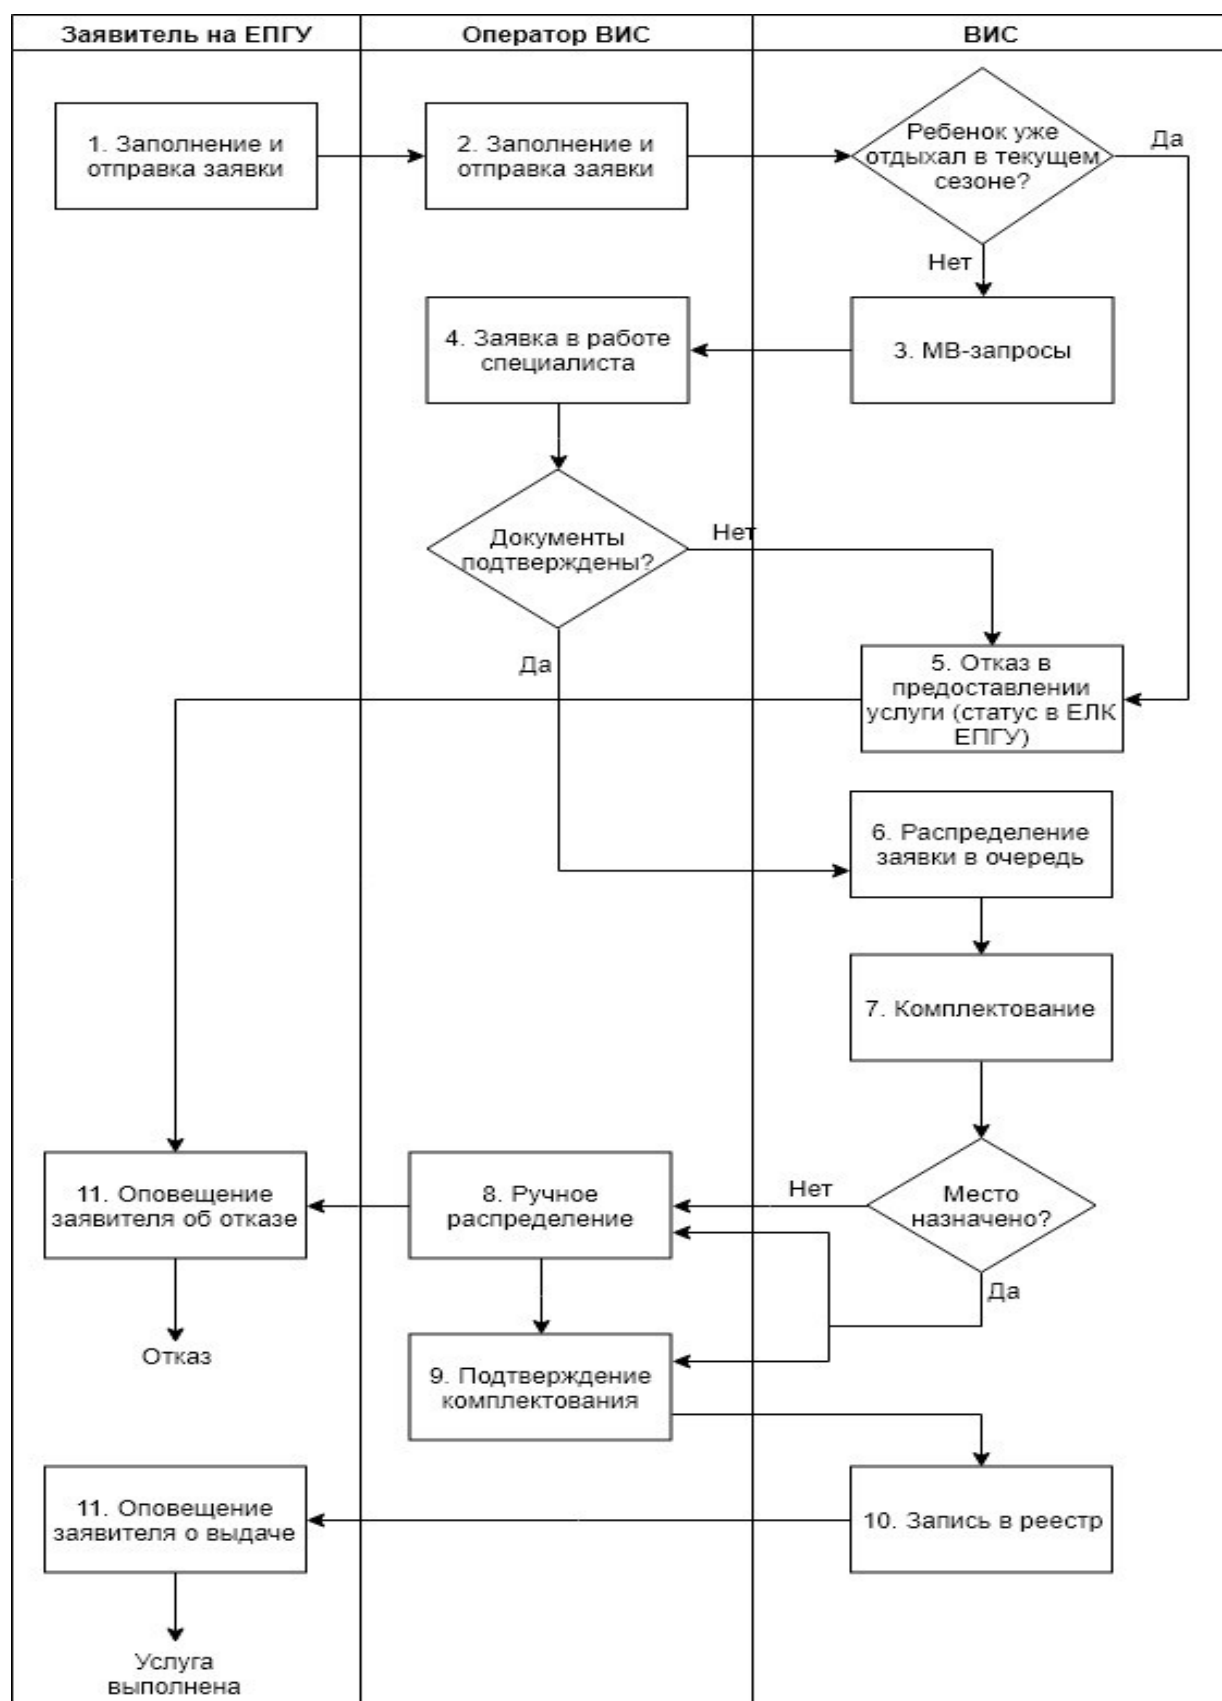 Заявитель на ЕПГУ
Оператор ВИС
ВИС
1. Заполнение и
отправка заявки
2. Заполнение и
отправка заявки
Ребенок уже
отдыхал в текущем
сезоне?
Да
Нет
4. Заявка в работе
специалиста
3. МВ-запросы
Документы
подтверждены?
Нет
Да
5. Отказ в
предоставлении
услуги (статус в ЕЛК
ЕПГУ)
6. Распределение
заявки в очередь
7. Комплектование
11. Оповещение
заявителя об отказе
8. Ручное
распределение
Нет
Место
назначено?
Да
Отказ
9. Подтверждение
комплектования
11. Оповещение
заявителя о выдаче
10. Запись в реестр
Услуга
выполнена